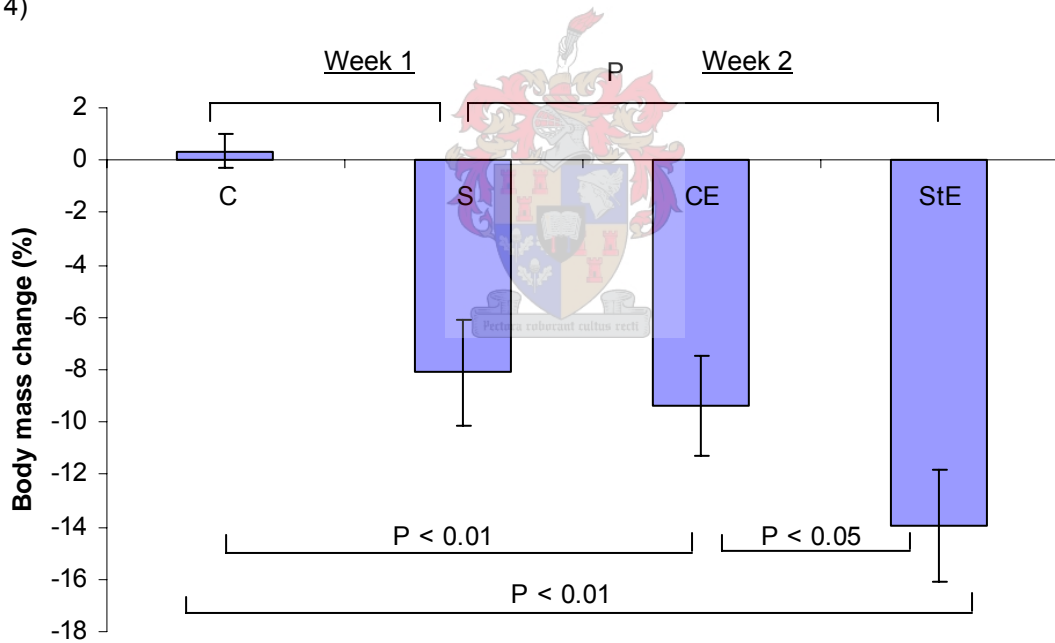 4)
Week 1 P Week 2
2
0
C S CE StE
-2
-4
-6
-8
-10
-12
-14
-16
-18
Body mass change (%)
Pectora roborant cultus recti
P < 0.01 P < 0.05
P < 0.01